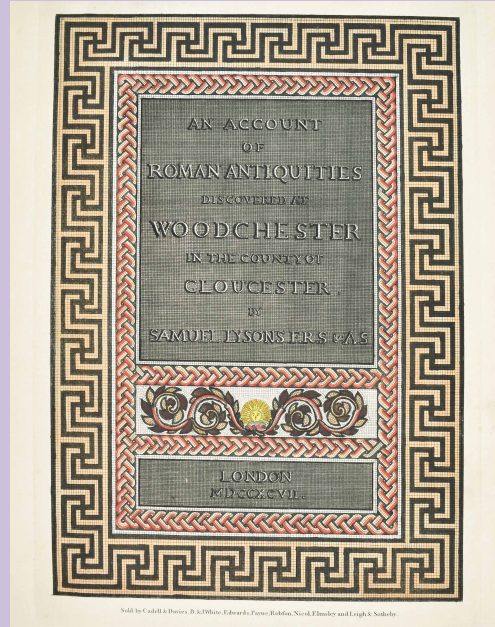 AN ACCOUNT
OF
ROMAN ANTIQUITIES
DISCOVERED AT
WOODCHESTER
IN THE COUNTY OF
GLOUCESTER,
BY
SAMUEL LYSONS F.R.S. & A.S
LONDON
MDCCXCVII.
Sold by Cadell & Davies, B. & J. White, Edwards, Payne, Robson, Nicol, Elmsley and Leigh & Sotheby.